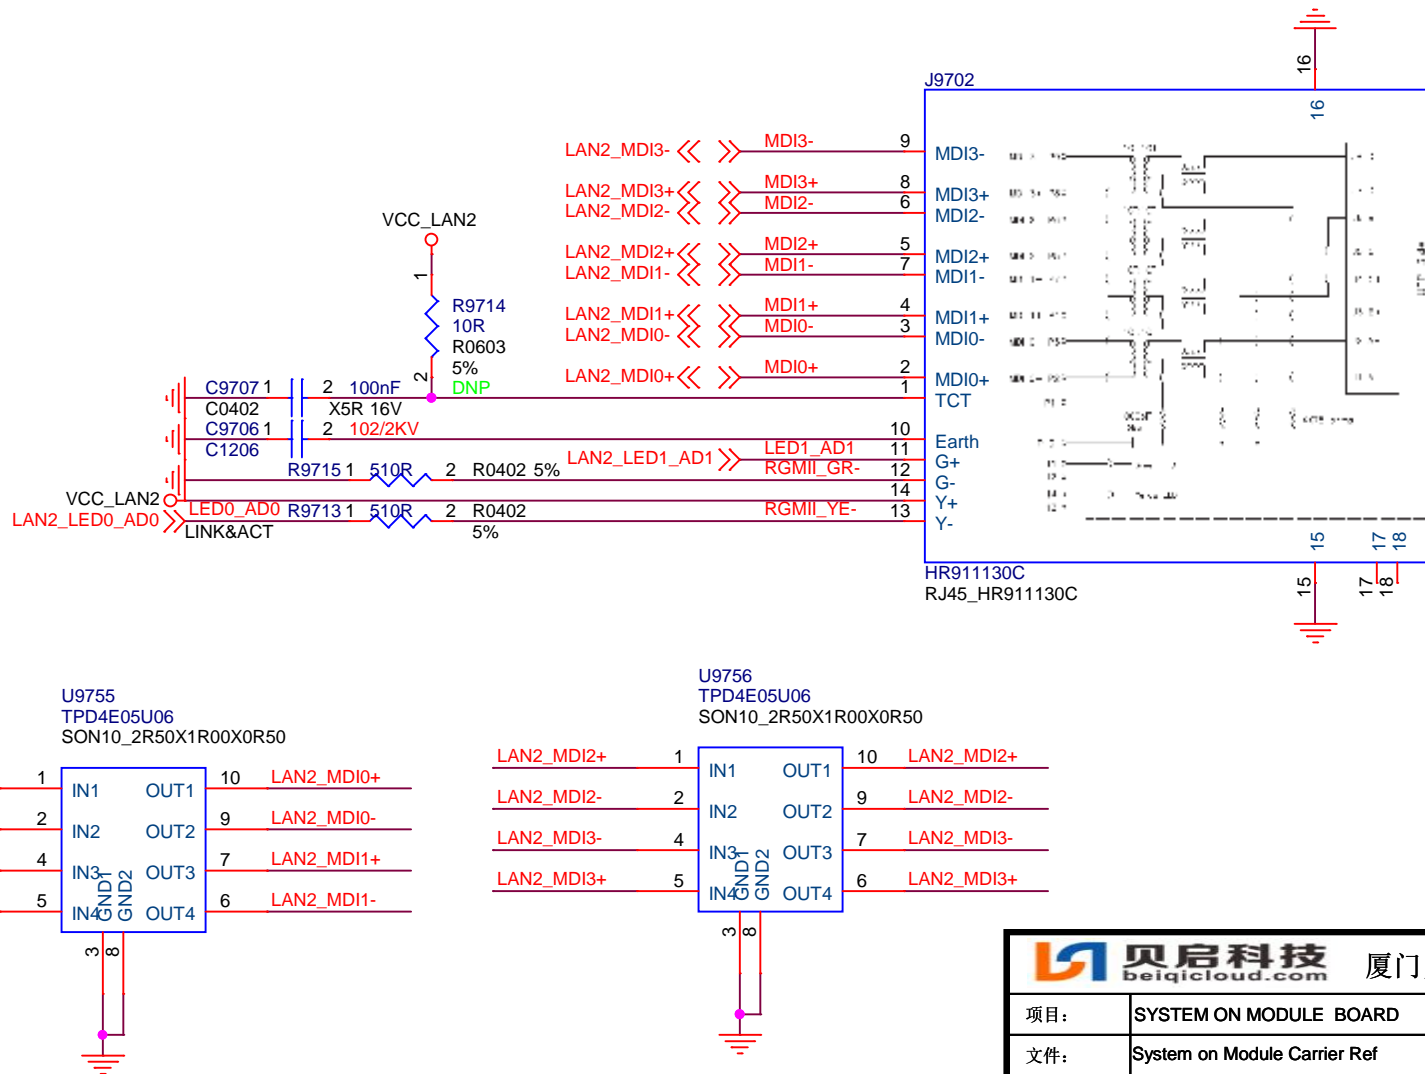 16
J9702
16
LAN2_MDI3- MDI3- 9 MDI3-
LAN2_MDI3+ MDI3+ 8 MDI3+
LAN2_MDI2- MDI2- 6 MDI2-
VCC_LAN2
LAN2_MDI2+ MDI2+ 5 MDI2+
LAN2_MDI1- MDI1- 7 MDI1-
1
R9714
LAN2_MDI1+ MDI1+ 4 MDI1+
10R
LAN2_MDI0- MDI0- 3 MDI0-
R0603
5%
LAN2_MDI0+ MDI0+ 2 MDI0+
2
DNP
C9707 1 2 100nF 1 TCT
C0402 X5R 16V
C9706 1 2 102/2KV 10 Earth
C1206
LAN2_LED1_AD1 LED1_AD1 11 G+
R9715 1 510R 2 R0402 5% RGMII_GR- 12 G-
VCC_LAN2 14 Y+
LAN2_LED0_AD0 LED0_AD0 R9713 1 510R 2 R0402 RGMII_YE- 13 Y-
LINK&ACT 5%
15 17 18
HR911130C
RJ45_HR911130C
15 17 18
U9755
TPD4E05U06
SON10_2R50X1R00X0R50
1 IN1 OUT1 10 LAN2_MDI0+
2 IN2 OUT2 9 LAN2_MDI0-
4 IN3 OUT3 7 LAN2_MDI1+
5 IN4 OUT4 6 LAN2_MDI1-
GND1 GND2
3 8
U9756
TPD4E05U06
SON10_2R50X1R00X0R50
LAN2_MDI2+ 1 IN1 OUT1 10 LAN2_MDI2+
LAN2_MDI2- 2 IN2 OUT2 9 LAN2_MDI2-
LAN2_MDI3- 4 IN3 OUT3 7 LAN2_MDI3-
LAN2_MDI3+ 5 IN4 OUT4 6 LAN2_MDI3+
GND1 GND2
3 8
贝启科技 厦门
beiqicloud.com
项目: SYSTEM ON MODULE BOARD
文件: System on Module Carrier Ref